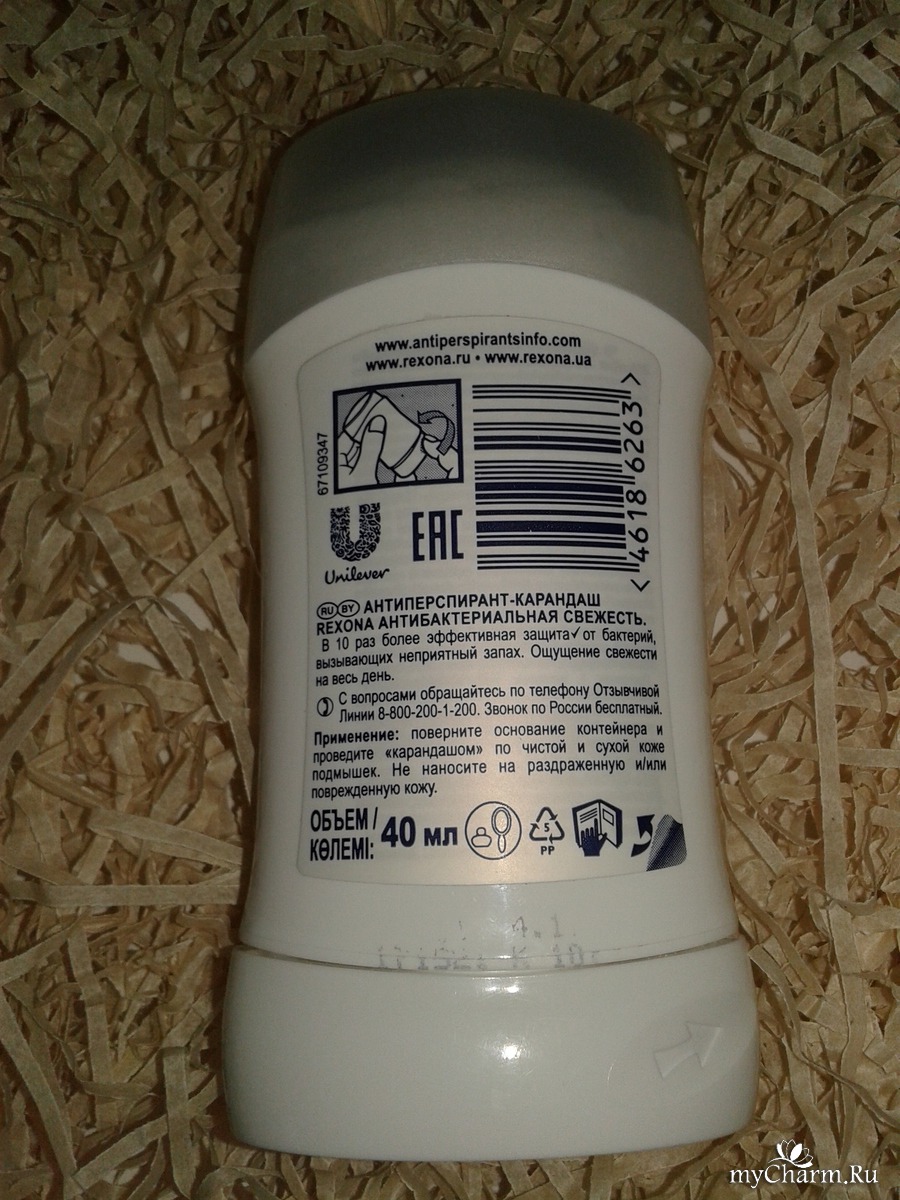 www.antiperspirantsinfo.com
www.rexona.ru • www.rexona.ua
67109347
<4618 6263>
Unilever
EAC
RU BY АНТИПЕРСПИРАНТ-КАРАНДАШ
REXONA АНТИБАКТЕРИАЛЬНАЯ СВЕЖЕСТЬ.
В 10 раз более эффективная защита✓ от бактерий,
вызывающих неприятный запах. Ощущение свежести
на весь день.
С вопросами обращайтесь по телефону Отзывчивой
Линии 8-800-200-1-200. Звонок по России бесплатный.
Применение: поверните основание контейнера и
проведите «карандашом» по чистой и сухой коже
подмышек. Не наносите на раздраженную и/или
поврежденную кожу.
ОБЪЕМ /
КӨЛЕМІ: 40 мл
5
PP
myCharm.Ru